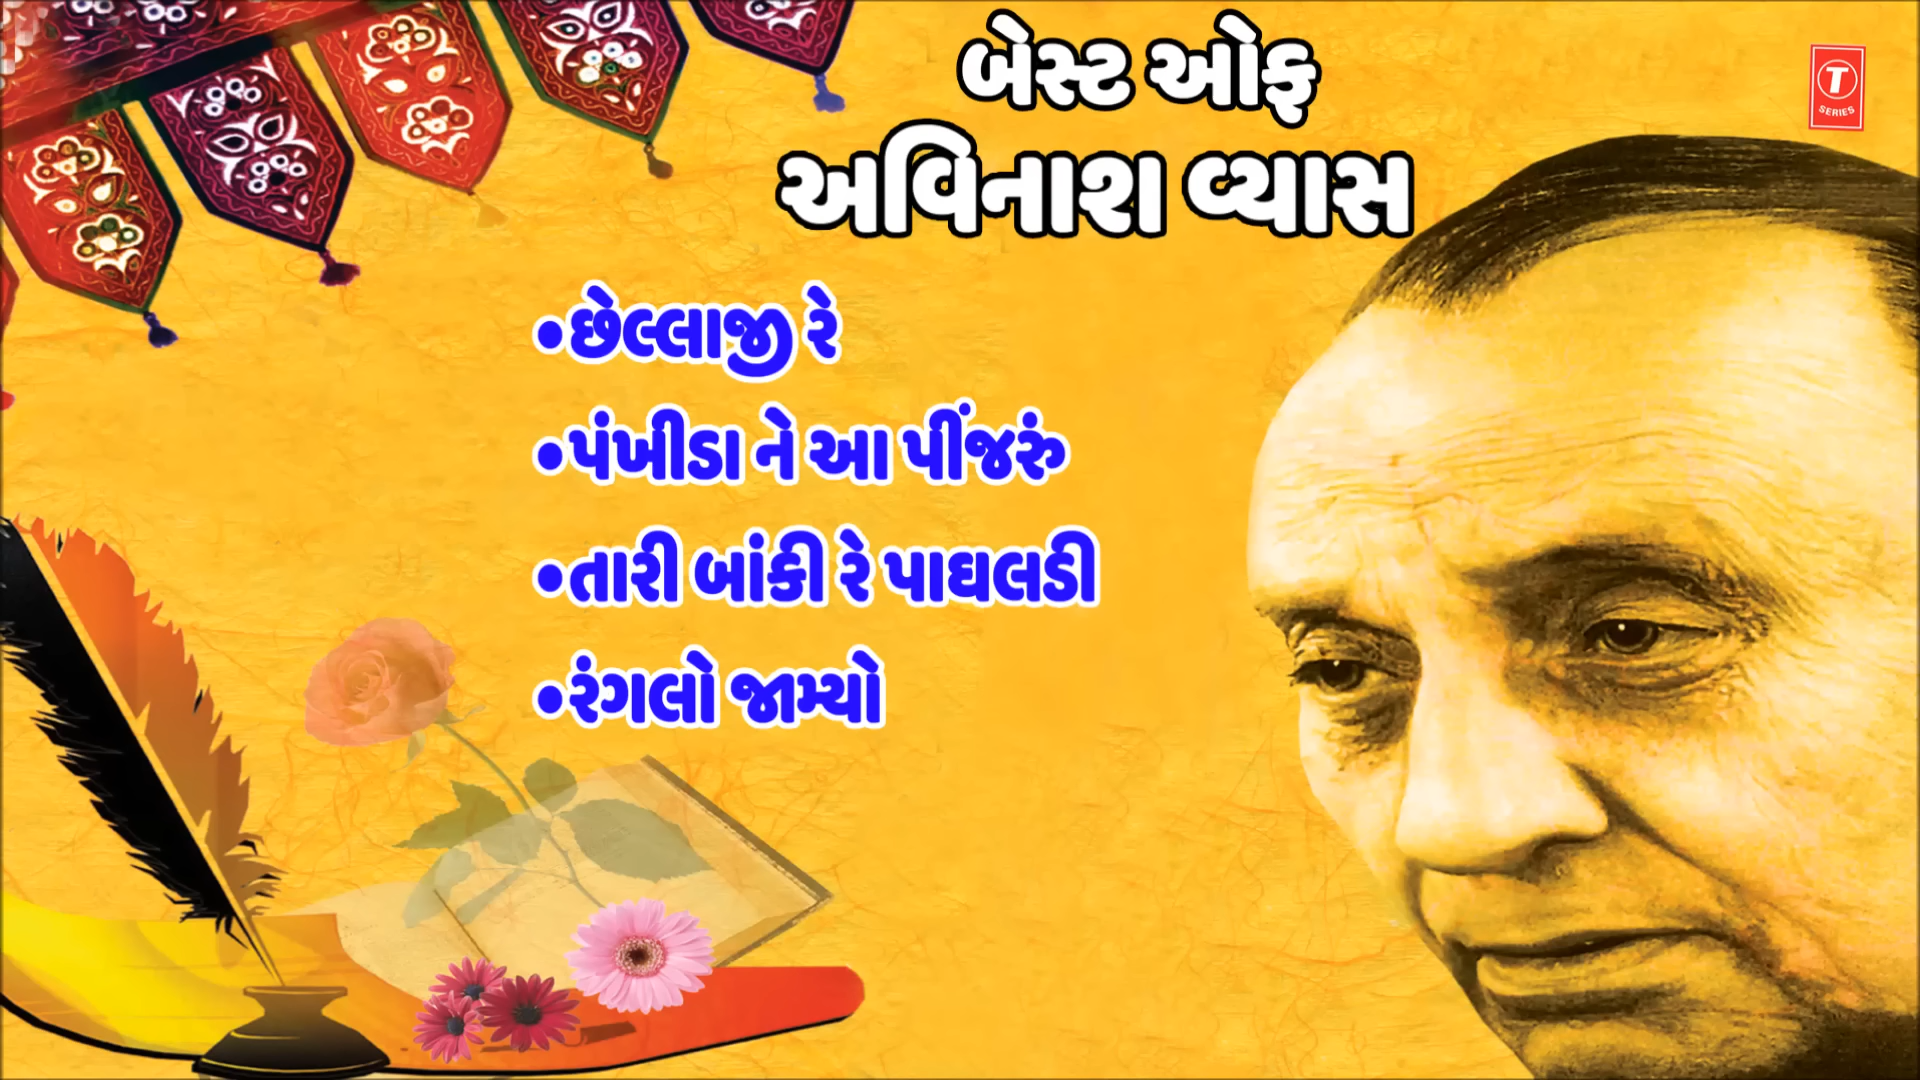 બેસ્ટ ઓફ
અવિનાશ વ્યાસ
T
SERIES
•છેલ્લાજી રે
•પંખીડા ને આ પીંજરું
•તારી બાંકી રે પાઘલડી
•રંગલો જામ્યો